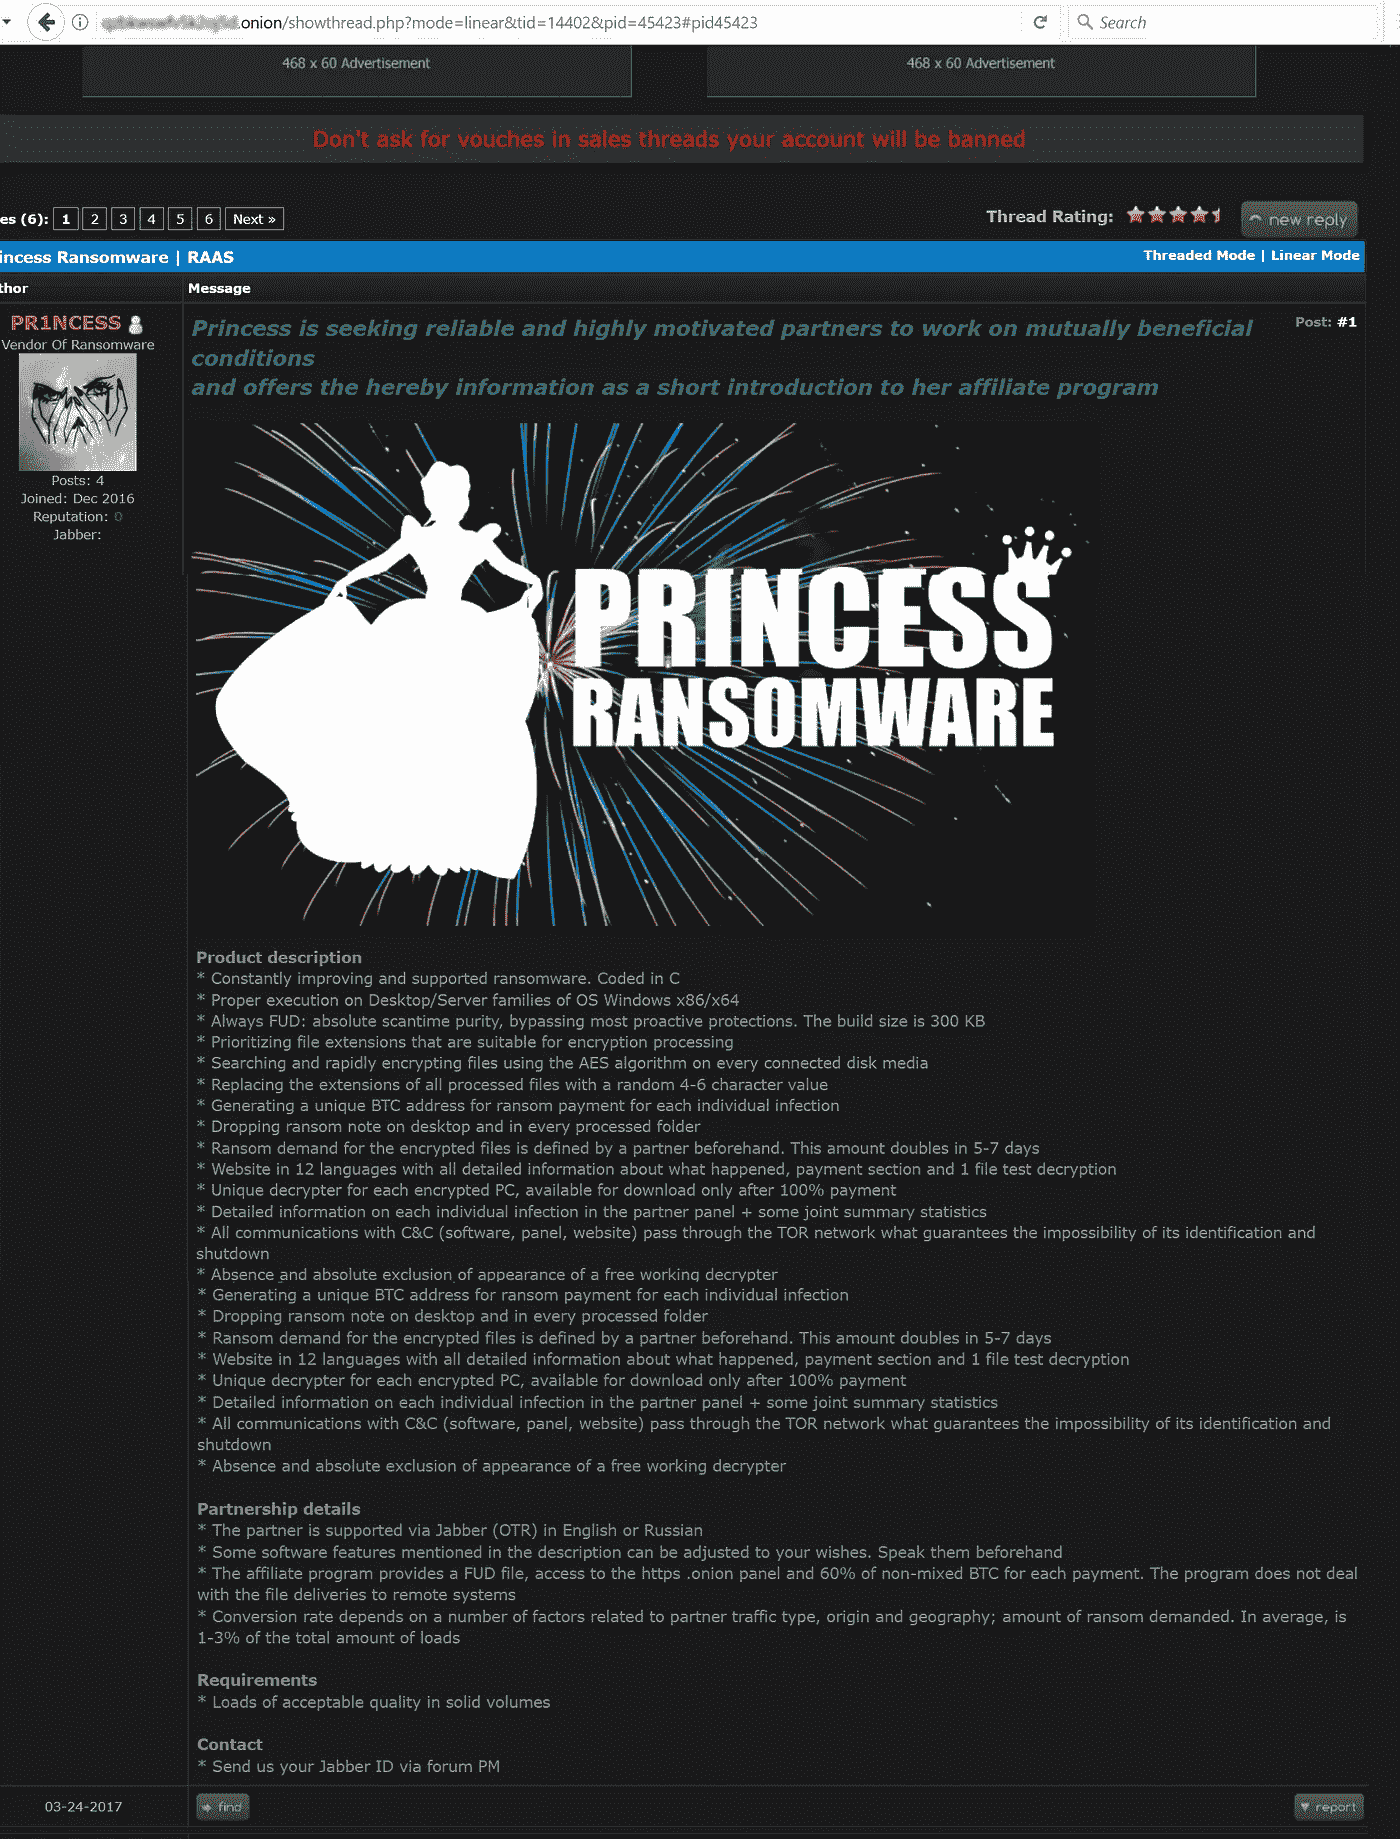 .onion/showthread.php?mode=linear&tid=14402&pid=45423#pid45423
Search
468 x 60 Advertisement
468 x 60 Advertisement
Don't ask for vouches in sales threads your account will be banned
es (6): 1 2 3 4 5 6 Next »
Thread Rating:
new reply
incess Ransomware | RAAS
Threaded Mode | Linear Mode
thor
Message
PR1NCESS
Vendor Of Ransomware
Posts: 4
Joined: Dec 2016
Reputation: 0
Jabber:
Post: #1
Princess is seeking reliable and highly motivated partners to work on mutually beneficial
conditions
and offers the hereby information as a short introduction to her affiliate program
PRINCESS
RANSOMWARE
Product description
* Constantly improving and supported ransomware. Coded in C
* Proper execution on Desktop/Server families of OS Windows x86/x64
* Always FUD: absolute scantime purity, bypassing most proactive protections. The build size is 300 KB
* Prioritizing file extensions that are suitable for encryption processing
* Searching and rapidly encrypting files using the AES algorithm on every connected disk media
* Replacing the extensions of all processed files with a random 4-6 character value
* Generating a unique BTC address for ransom payment for each individual infection
* Dropping ransom note on desktop and in every processed folder
* Ransom demand for the encrypted files is defined by a partner beforehand. This amount doubles in 5-7 days
* Website in 12 languages with all detailed information about what happened, payment section and 1 file test decryption
* Unique decrypter for each encrypted PC, available for download only after 100% payment
* Detailed information on each individual infection in the partner panel + some joint summary statistics
* All communications with C&C (software, panel, website) pass through the TOR network what guarantees the impossibility of its identification and
shutdown
* Absence and absolute exclusion of appearance of a free working decrypter
* Generating a unique BTC address for ransom payment for each individual infection
* Dropping ransom note on desktop and in every processed folder
* Ransom demand for the encrypted files is defined by a partner beforehand. This amount doubles in 5-7 days
* Website in 12 languages with all detailed information about what happened, payment section and 1 file test decryption
* Unique decrypter for each encrypted PC, available for download only after 100% payment
* Detailed information on each individual infection in the partner panel + some joint summary statistics
* All communications with C&C (software, panel, website) pass through the TOR network what guarantees the impossibility of its identification and
shutdown
* Absence and absolute exclusion of appearance of a free working decrypter
Partnership details
* The partner is supported via Jabber (OTR) in English or Russian
* Some software features mentioned in the description can be adjusted to your wishes. Speak them beforehand
* The affiliate program provides a FUD file, access to the https .onion panel and 60% of non-mixed BTC for each payment. The program does not deal
with the file deliveries to remote systems
* Conversion rate depends on a number of factors related to partner traffic type, origin and geography; amount of ransom demanded. In average, is
1-3% of the total amount of loads
Requirements
* Loads of acceptable quality in solid volumes
Contact
* Send us your Jabber ID via forum PM
03-24-2017
find
report